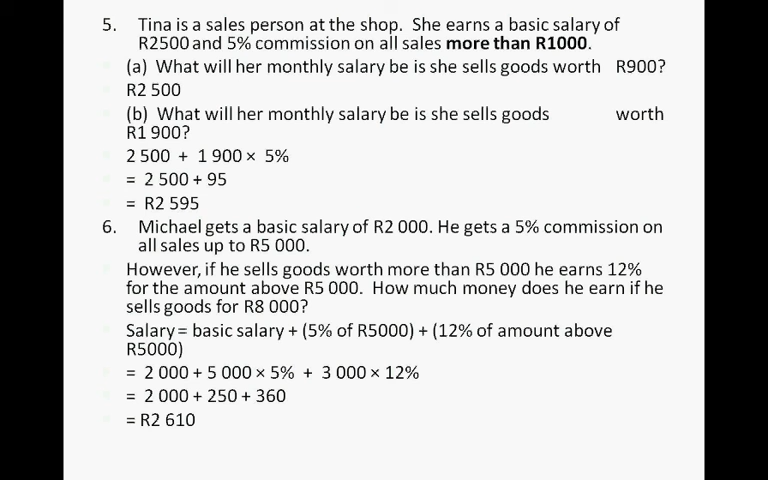 5. Tina is a sales person at the shop. She earns a basic salary of
R2500 and 5% commission on all sales more than R1000.
(a) What will her monthly salary be is she sells goods worth R900?
R2 500
(b) What will her monthly salary be is she sells goods worth
R1 900?
2 500 + 1 900 × 5%
= 2 500 + 95
= R2 595
6. Michael gets a basic salary of R2 000. He gets a 5% commission on
all sales up to R5 000.
However, if he sells goods worth more than R5 000 he earns 12%
for the amount above R5 000. How much money does he earn if he
sells goods for R8 000?
Salary = basic salary + (5% of R5000) + (12% of amount above
R5000)
= 2 000 + 5 000 × 5% + 3 000 × 12%
= 2 000 + 250 + 360
= R2 610